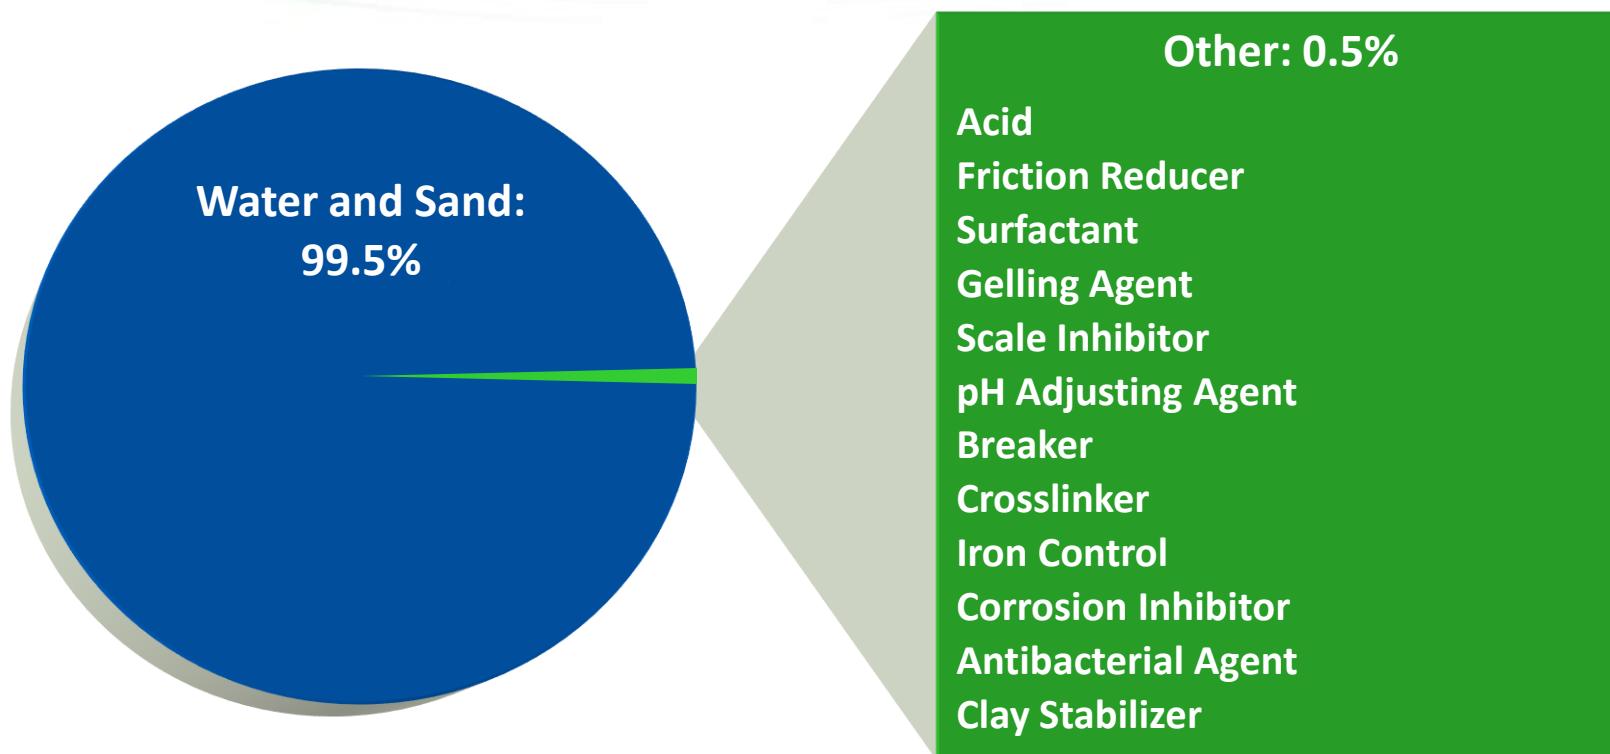 Water and Sand:
99.5%
Other: 0.5%
Acid
Friction Reducer
Surfactant
Gelling Agent
Scale Inhibitor
pH Adjusting Agent
Breaker
Crosslinker
Iron Control
Corrosion Inhibitor
Antibacterial Agent
Clay Stabilizer